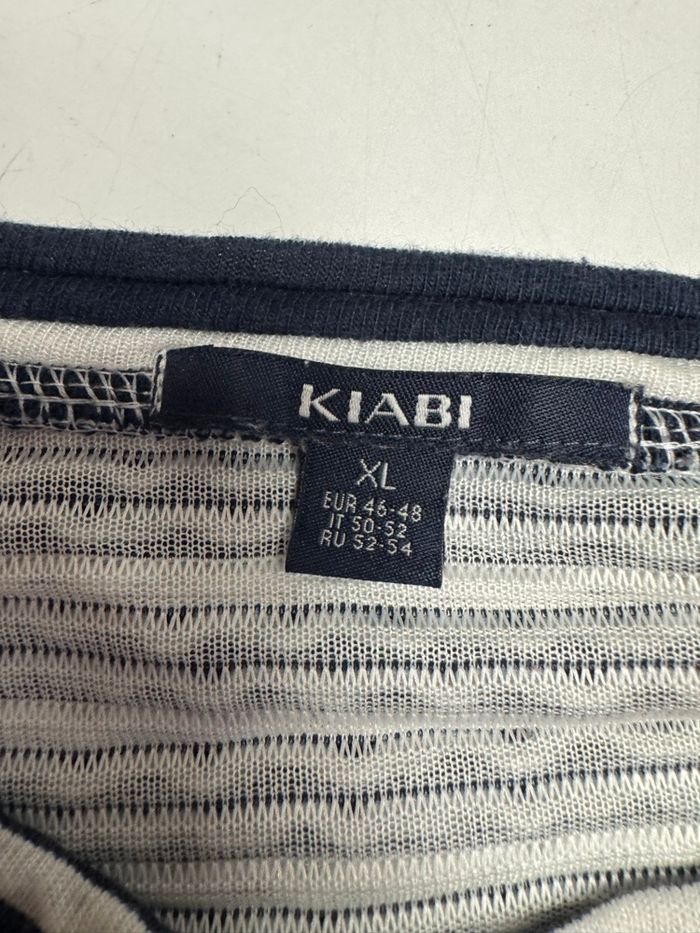 KIABI
XL
EUR 46-48
IT 50-52
RU 52-54